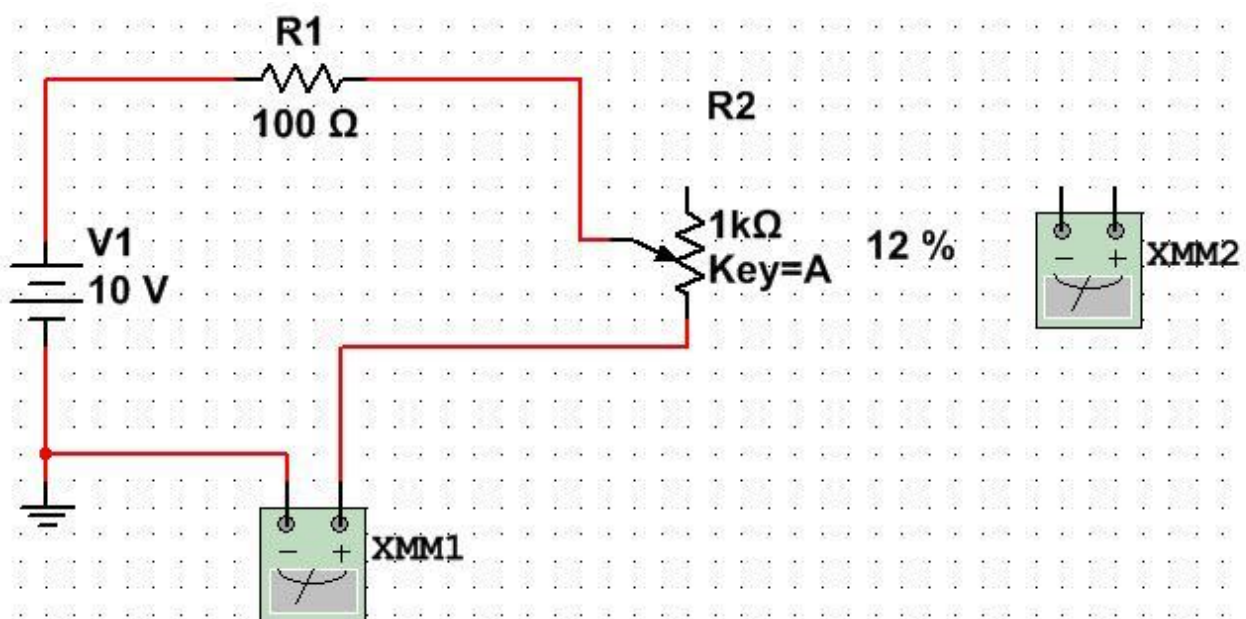 R1
100 Ω
R2
V1
10 V
1kΩ
Key=A
12 %
− +
XMM2
− +
XMM1